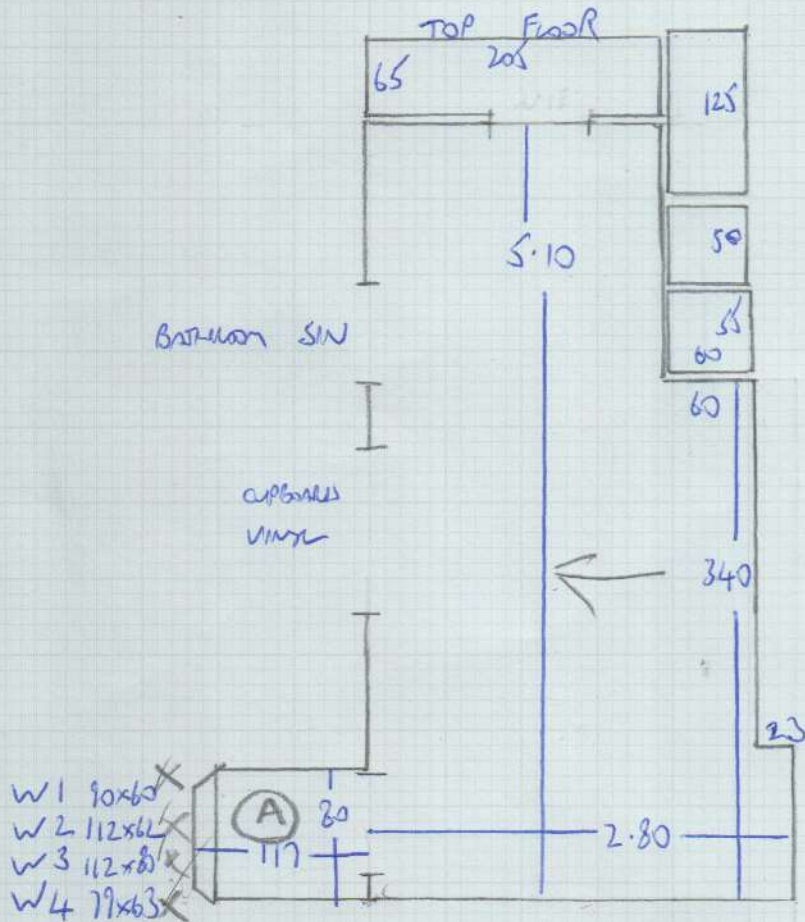 TOP FLOOR
205
65
125
5.10
50
BATHROOM SIN
55
60
60
CUPBOARD
VINYL
340
23
W1 90x60 X
A
80
W2 112x62 X
2.80
W3 112x80 X
117
W4 79x63 X